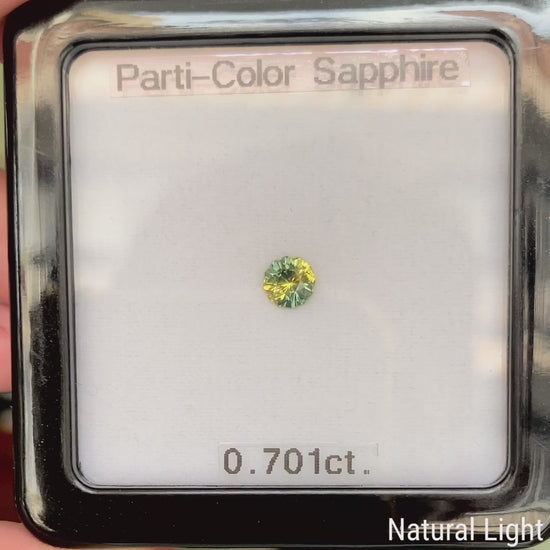 Parti-Color Sapphire
0.701ct.
Natural Light